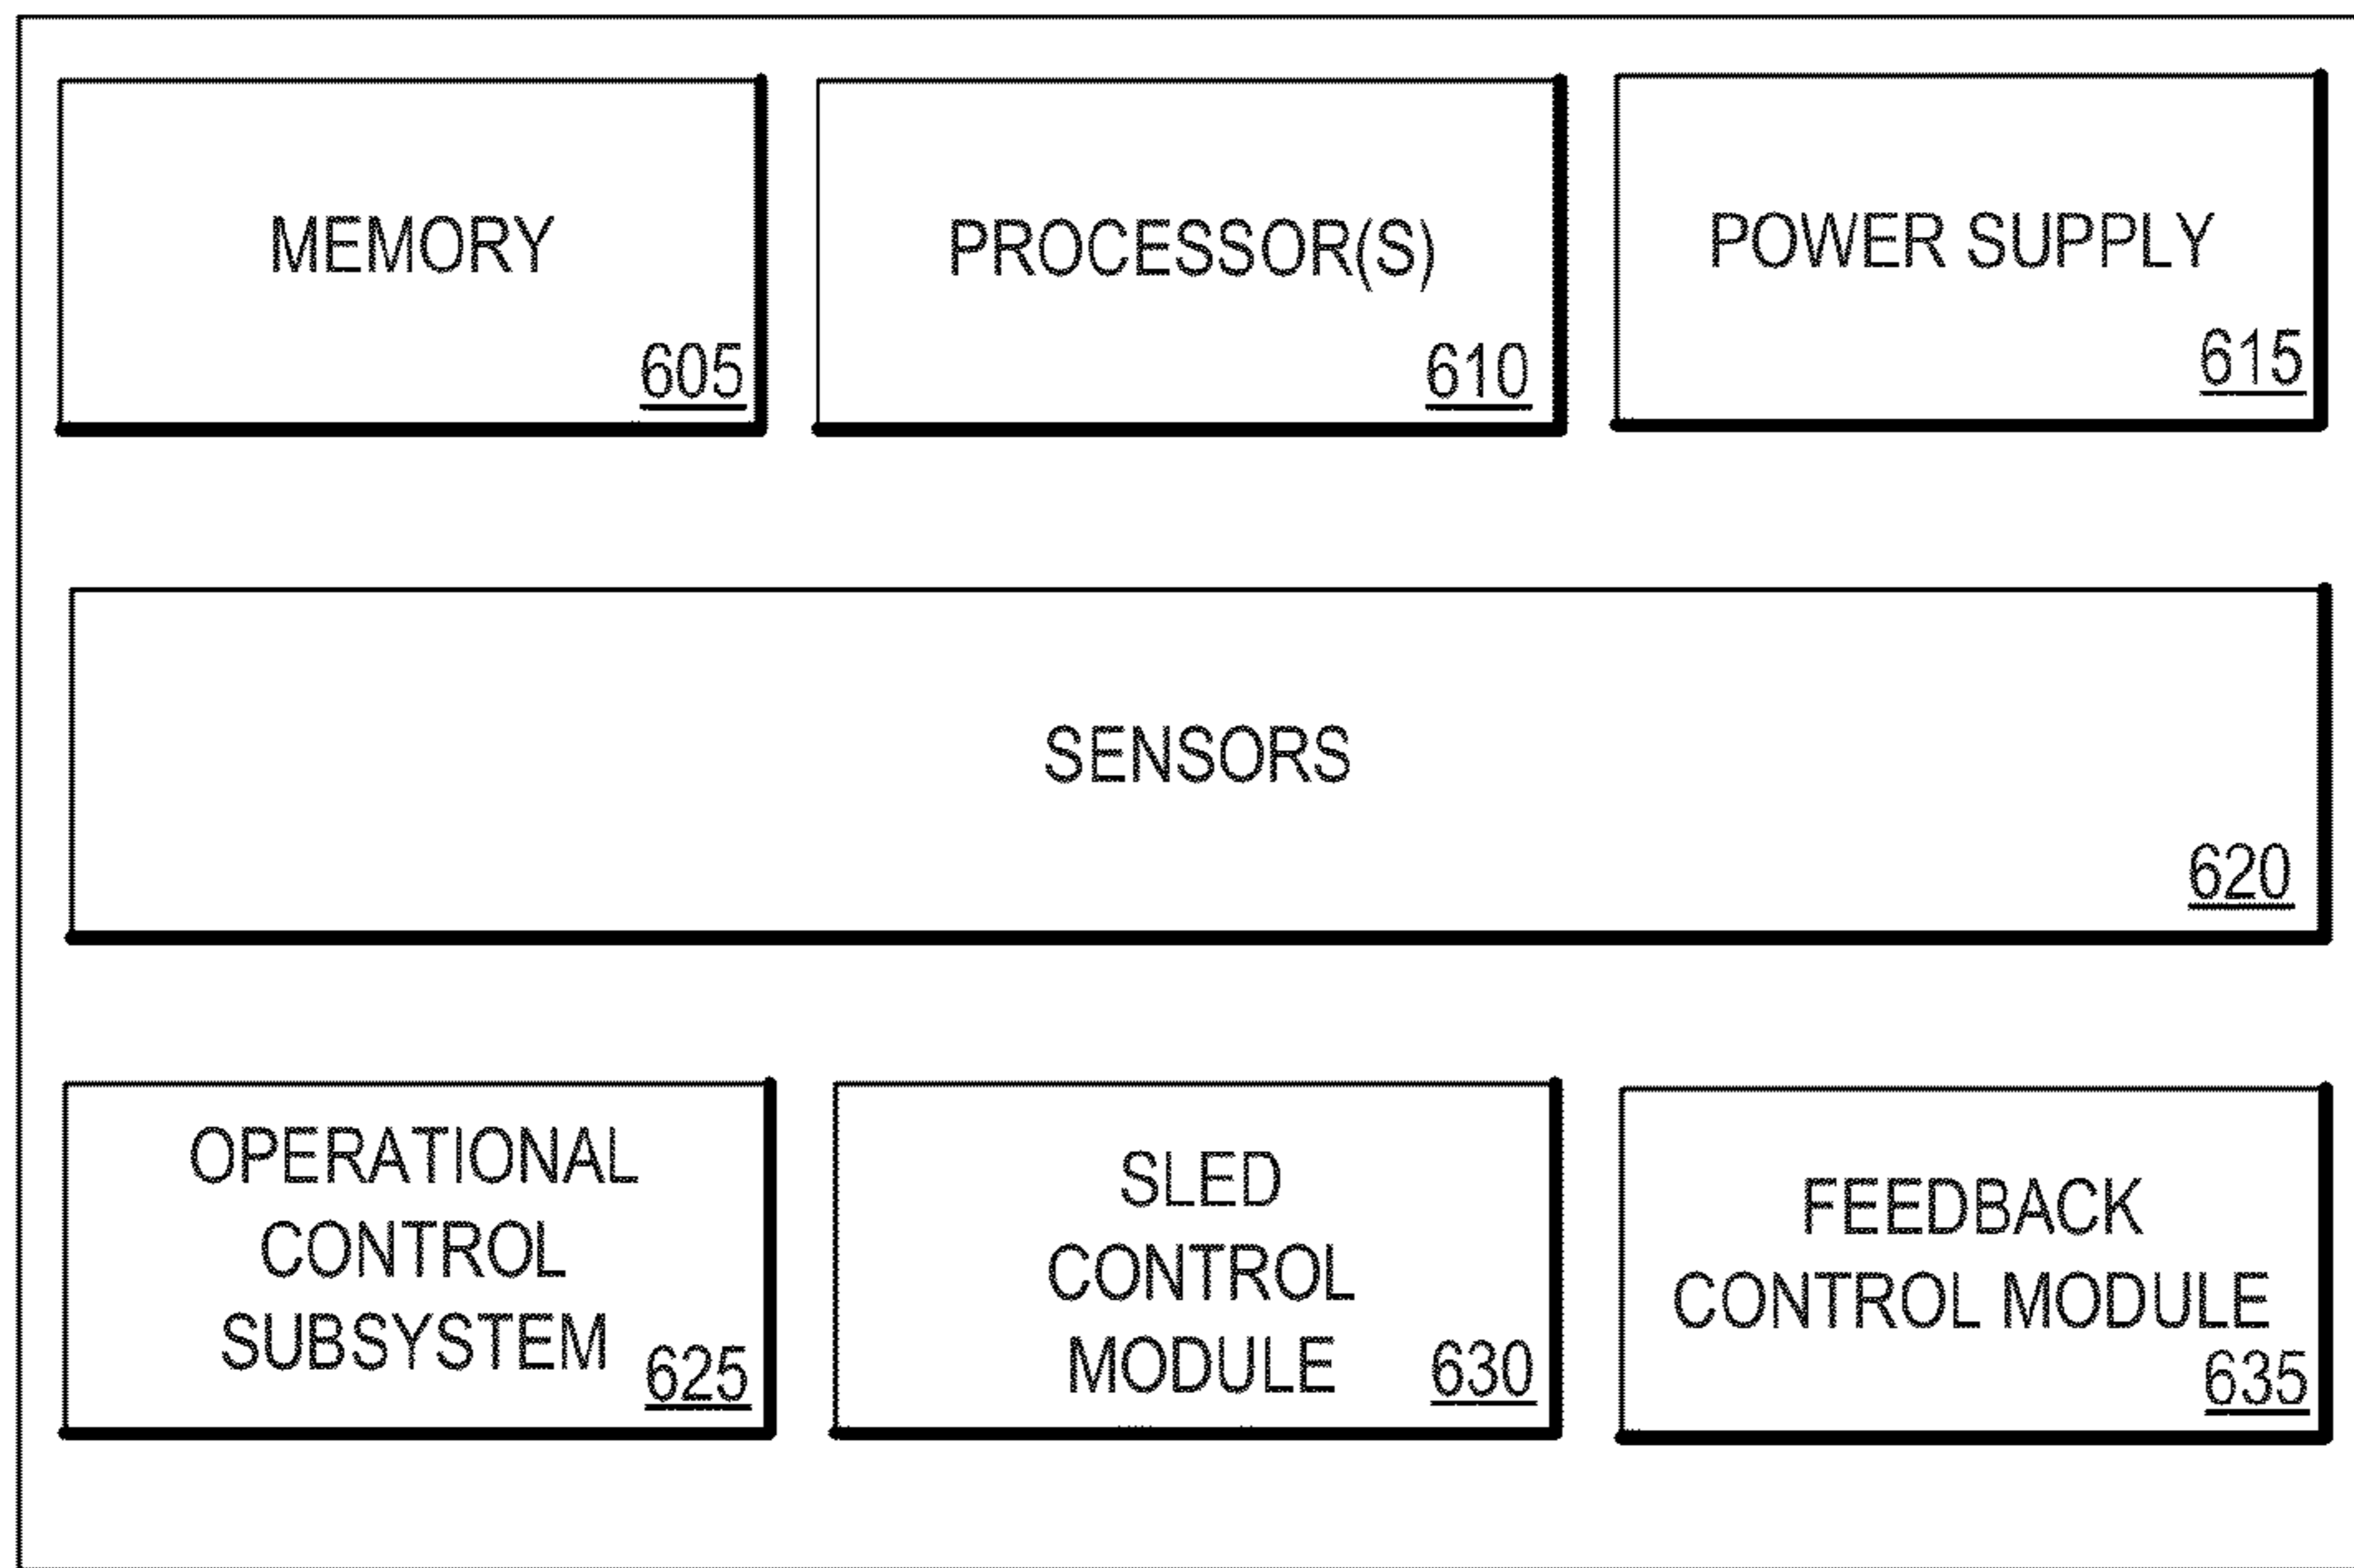 MEMORY
605
PROCESSOR(S)
610
POWER SUPPLY
615
SENSORS
620
OPERATIONAL
CONTROL
SUBSYSTEM
625
SLED
CONTROL
MODULE
630
FEEDBACK
CONTROL MODULE
635